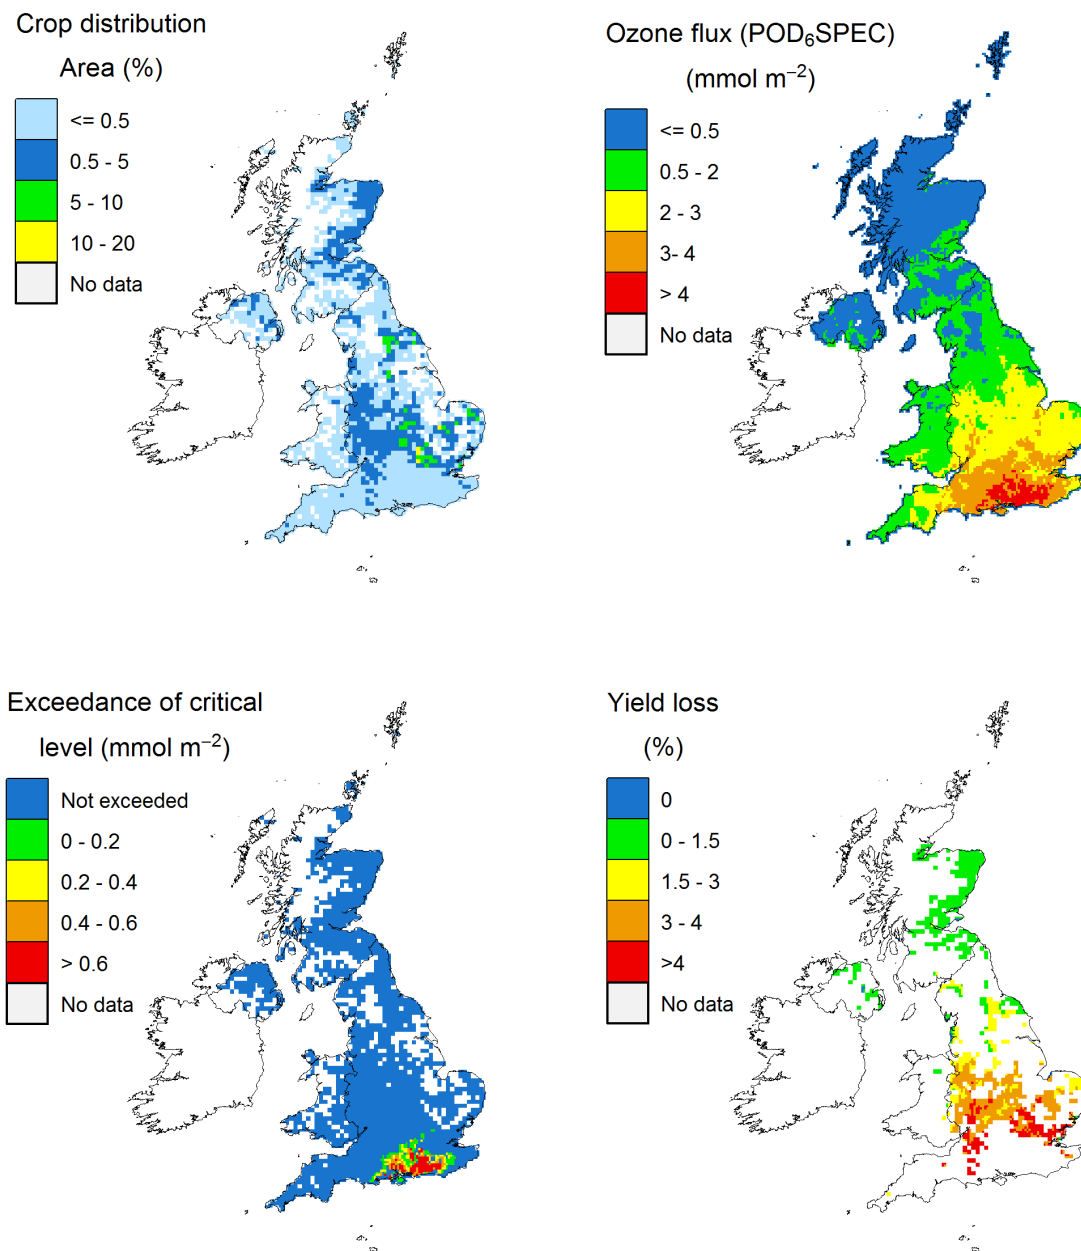 Crop distribution
Area (%)
<= 0.5
0.5 - 5
5 - 10
10 - 20
No data
Ozone flux (POD₆SPEC)
(mmol m⁻²)
<= 0.5
0.5 - 2
2 - 3
3- 4
> 4
No data
Exceedance of critical
level (mmol m⁻²)
Not exceeded
0 - 0.2
0.2 - 0.4
0.4 - 0.6
> 0.6
No data
Yield loss
(%)
0
0 - 1.5
1.5 - 3
3 - 4
>4
No data